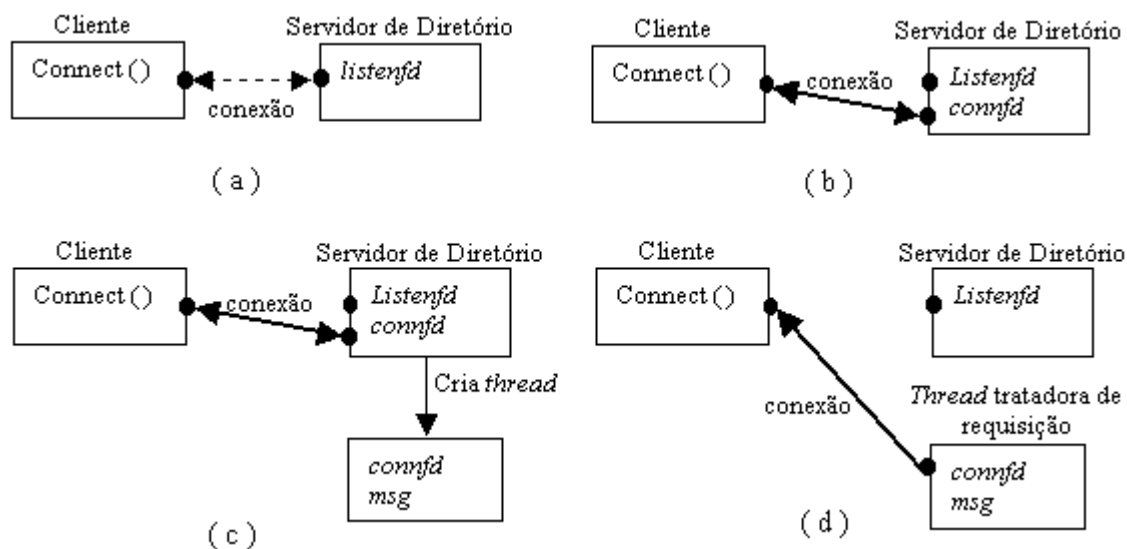 Cliente
Servidor de Diretório
Connect ()
listenfd
conexão
( a )
Cliente
Servidor de Diretório
Connect ()
conexão
Listenfd
connfd
( b )
Cliente
Servidor de Diretório
Connect ()
conexão
Listenfd
connfd
Cria thread
connfd
msg
( c )
Cliente
Servidor de Diretório
Connect ()
Listenfd
conexão
Thread tratadora de
requisição
connfd
msg
( d )